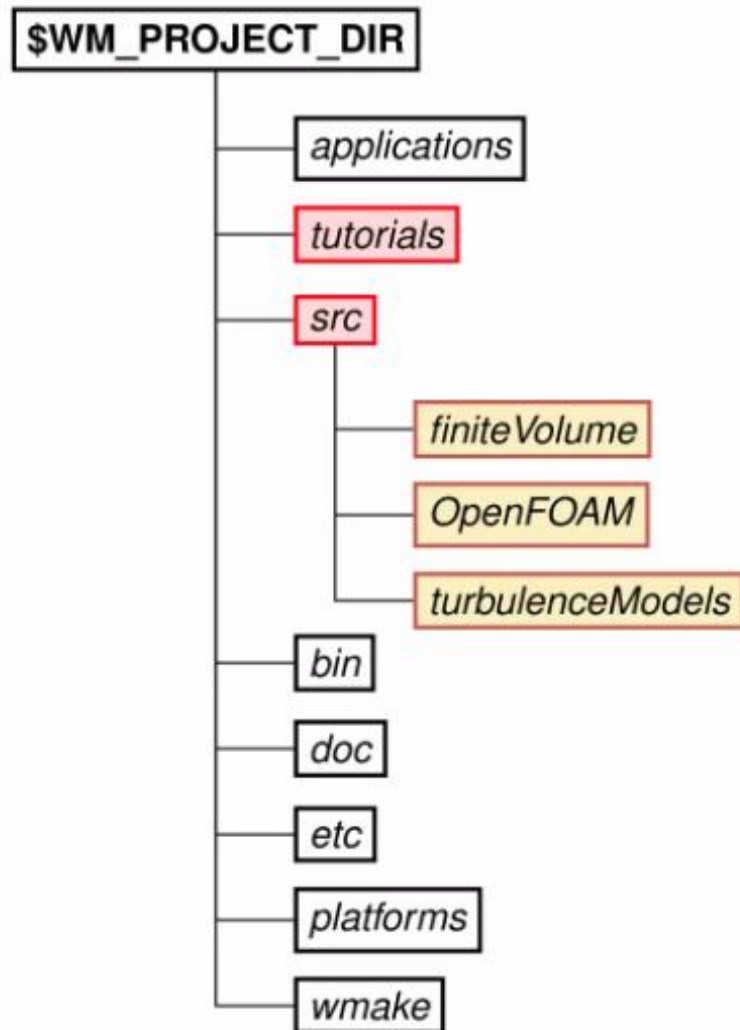 $WM_PROJECT_DIR
applications
tutorials
src
finiteVolume
OpenFOAM
turbulenceModels
bin
doc
etc
platforms
wmake